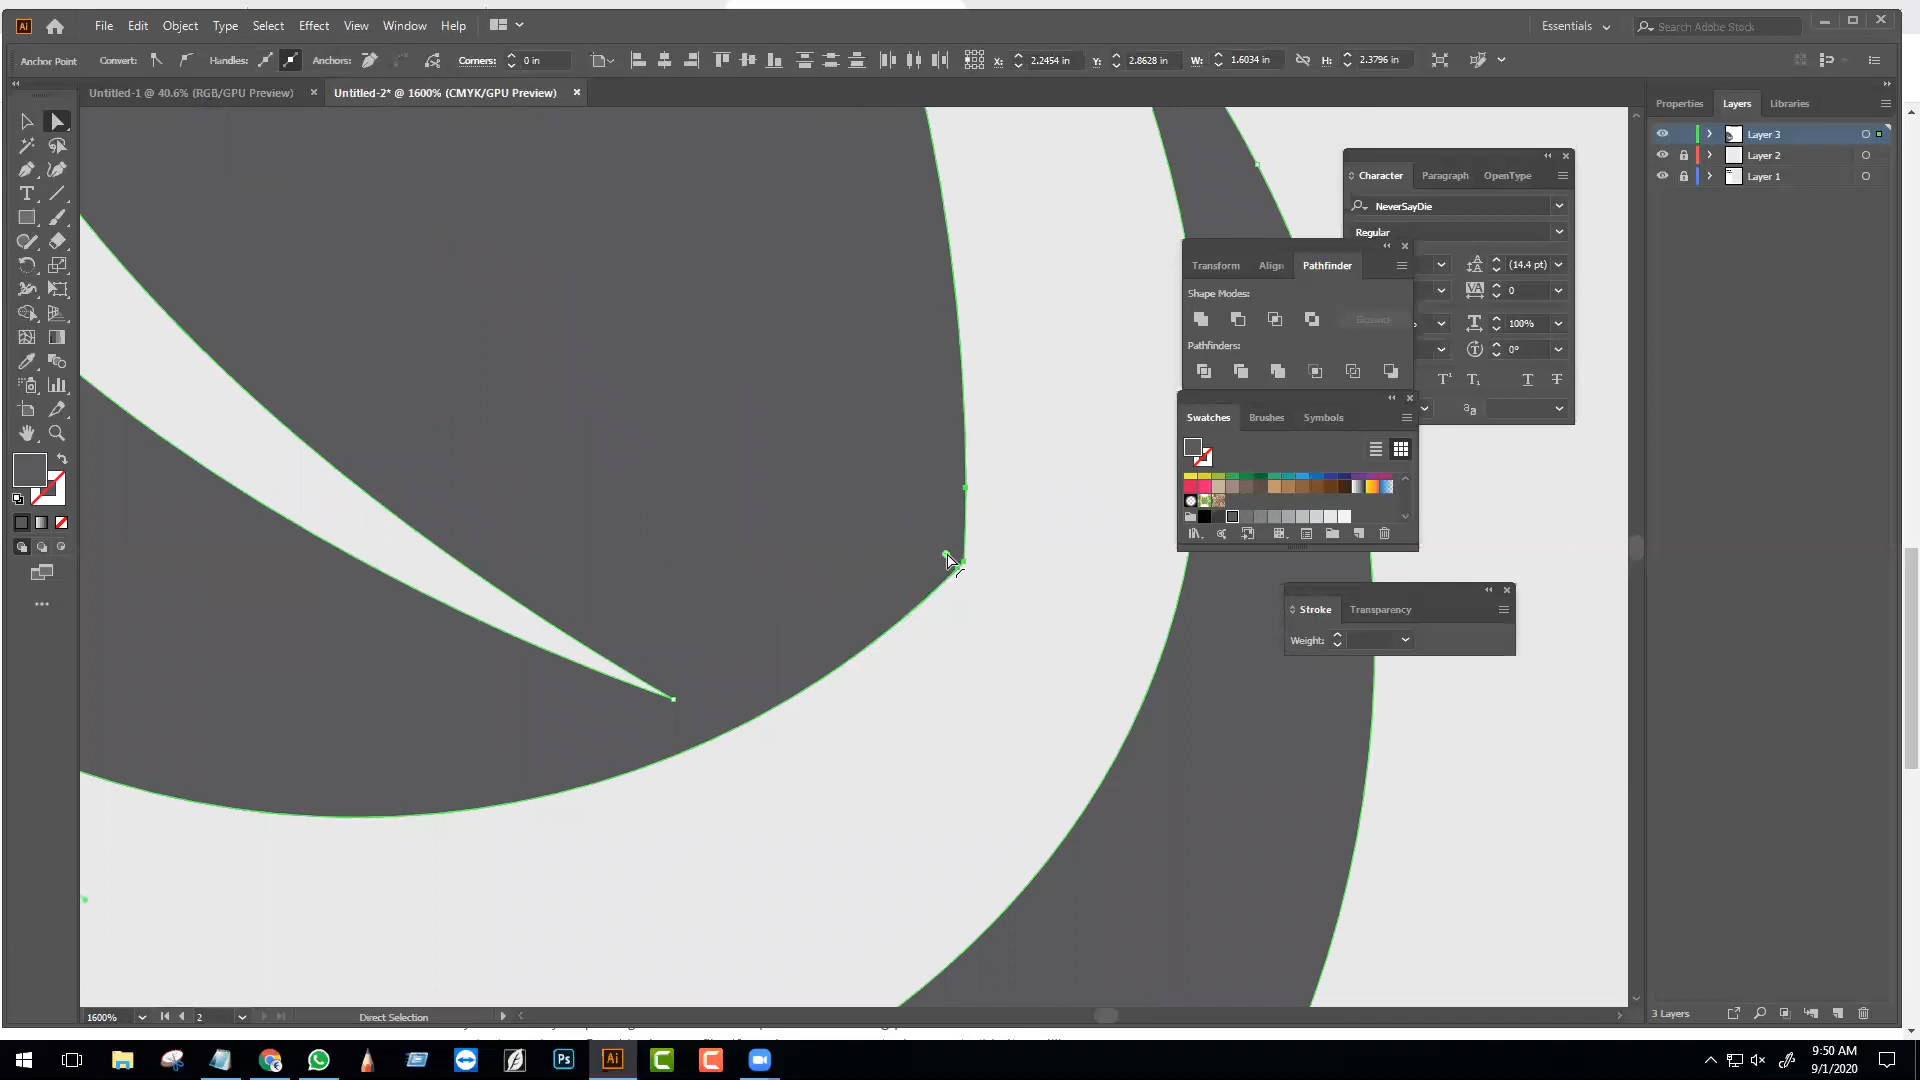 File Edit Object Type Select Effect View Window Help
Essentials
Search Adobe Stock
Anchor Point Convert: Handles: Anchors: Corners: 0 in X: 2.2454 in Y: 2.8628 in W: 1.6034 in H: 2.3796 in
Untitled-1 @ 40.6% (RGB/GPU Preview) Untitled-2* @ 1600% (CMYK/GPU Preview)
Properties Layers Libraries
Layer 3
Layer 2
Layer 1
Character Paragraph OpenType
NeverSayDie
Regular
(14.4 pt)
0
100%
0°
Transform Align Pathfinder
Shape Modes:
Expand
Pathfinders:
Swatches Brushes Symbols
Stroke Transparency
Weight:
1600% 2 Direct Selection
3 Layers
9:50 AM
9/1/2020